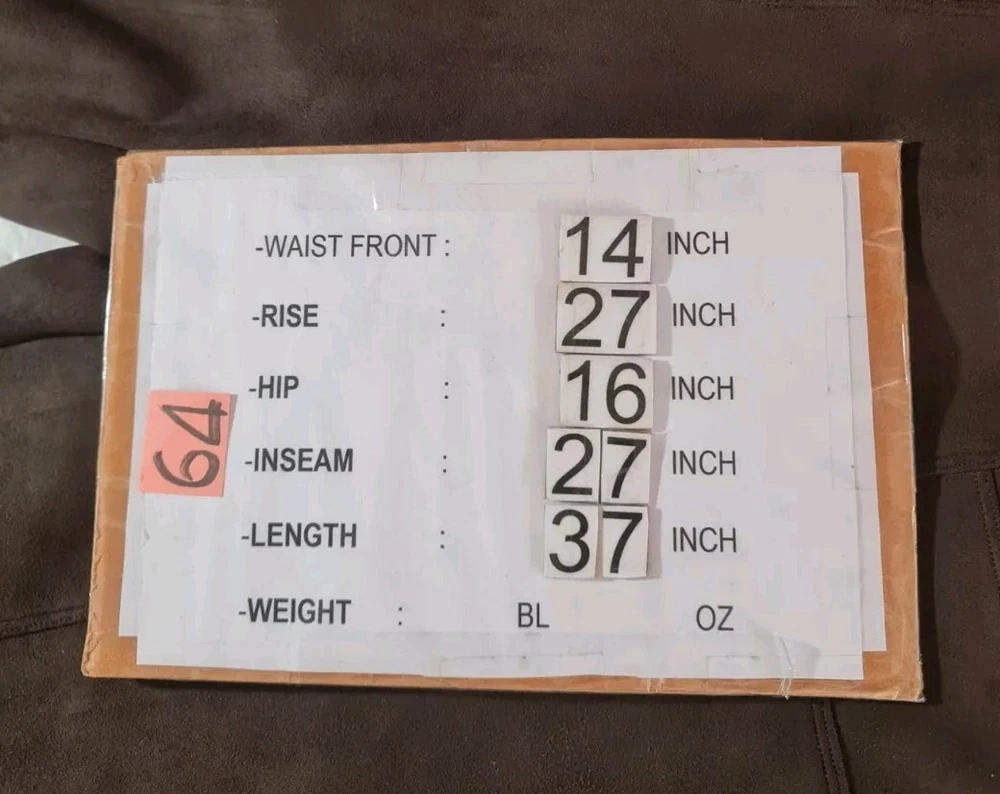 -WAIST FRONT : 14 INCH
-RISE : 27 INCH
-HIP : 16 INCH
64
-INSEAM : 27 INCH
-LENGTH : 37 INCH
-WEIGHT : BL OZ